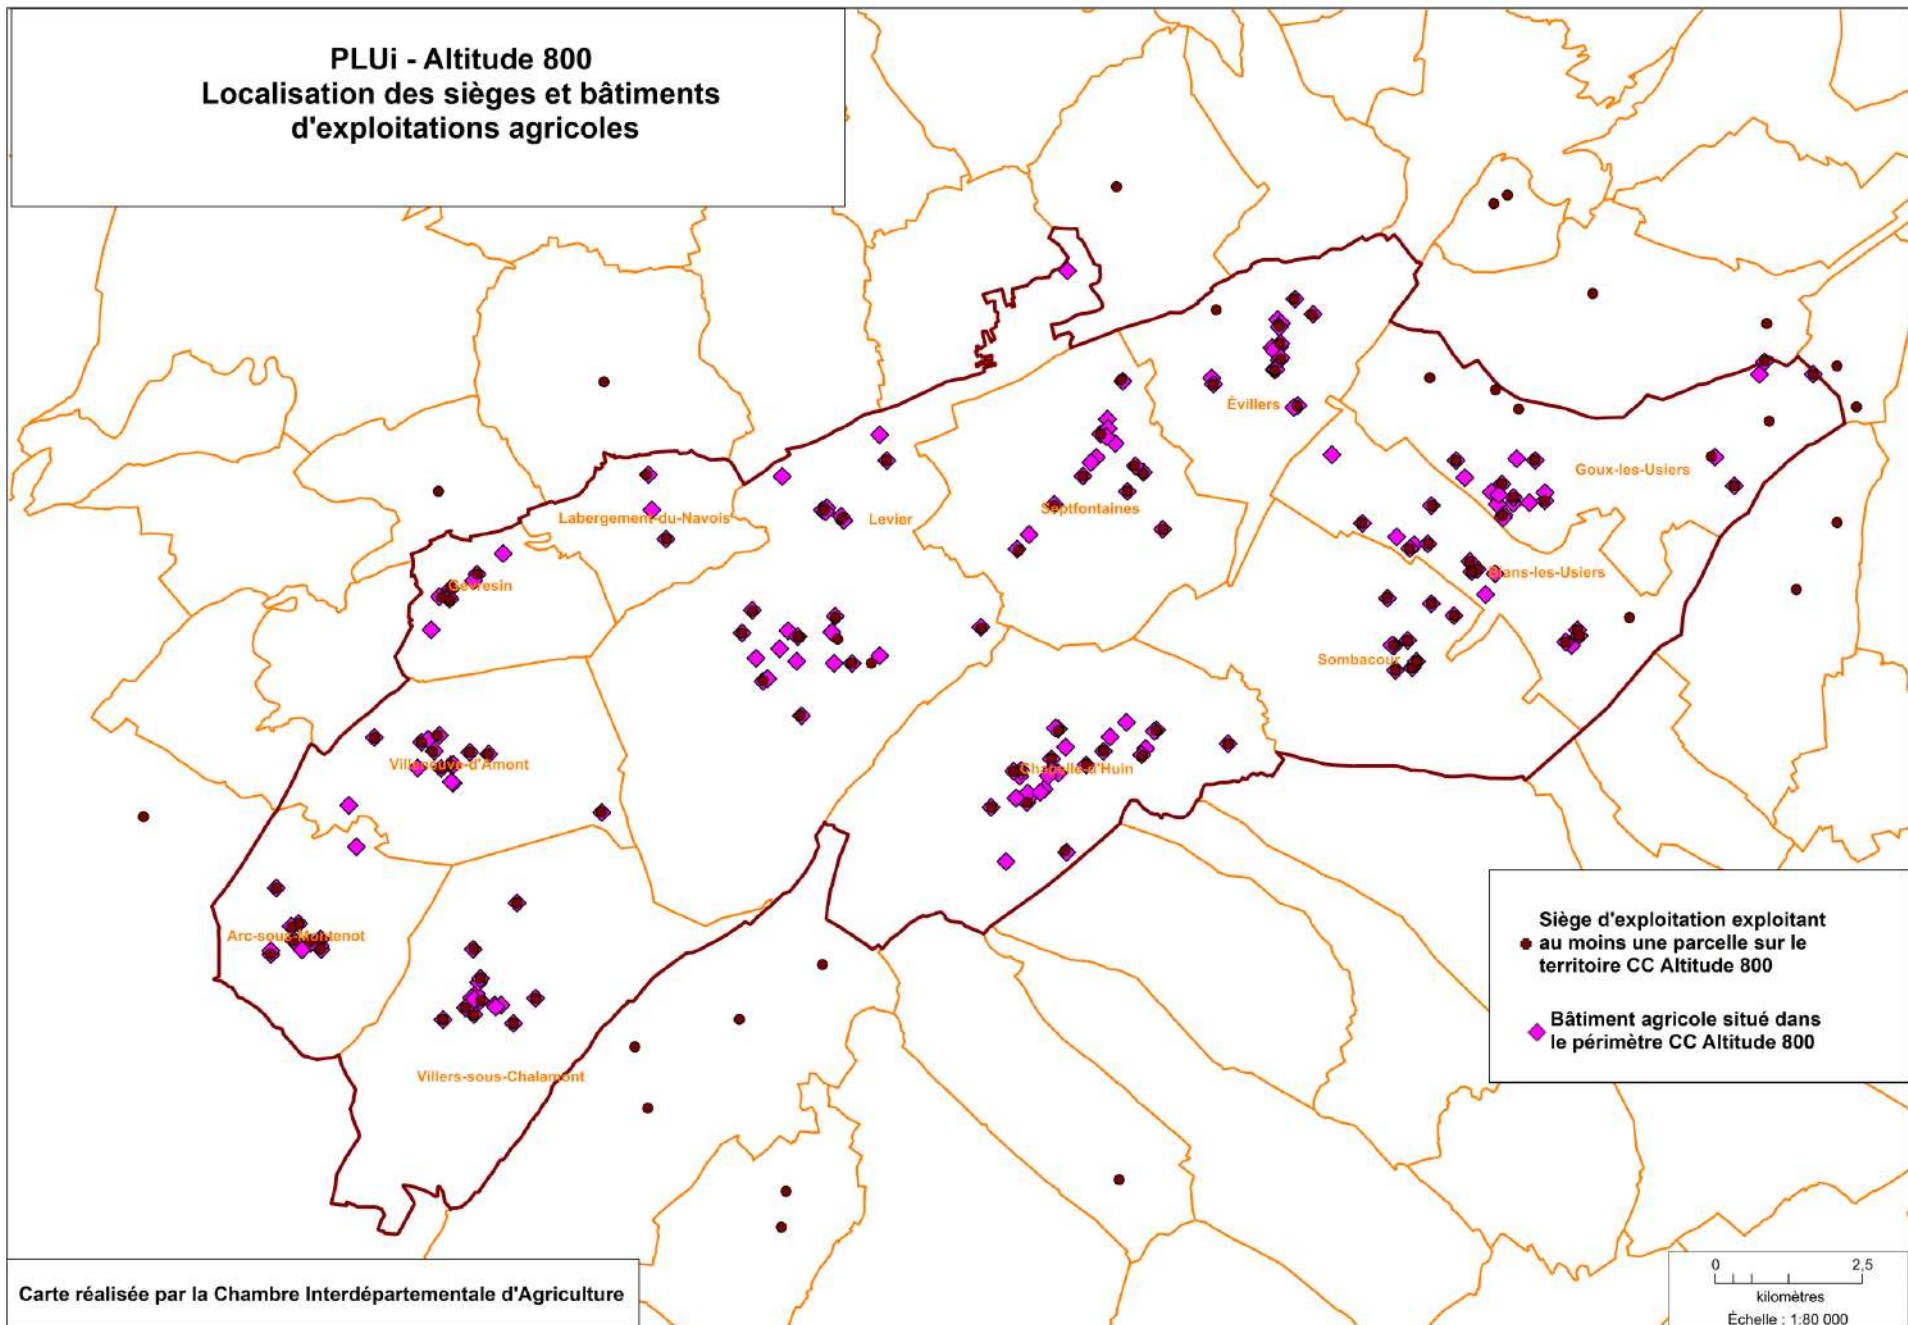 PLUi - Altitude 800
Localisation des sièges et bâtiments
d'exploitations agricoles
Évillers
Goux-les-Usiers
Septfontaines
Labergement-du-Navois
Levier
Gevresin
Bians-les-Usiers
Sombacour
Villeneuve-d'Amont
Chapelle-d'Huin
Arc-sous-Montenot
Villers-sous-Chalamont
Siège d'exploitation exploitant
au moins une parcelle sur le
territoire CC Altitude 800
Bâtiment agricole situé dans
le périmètre CC Altitude 800
Carte réalisée par la Chambre Interdépartementale d'Agriculture
0 2,5
kilomètres
Échelle : 1:80 000